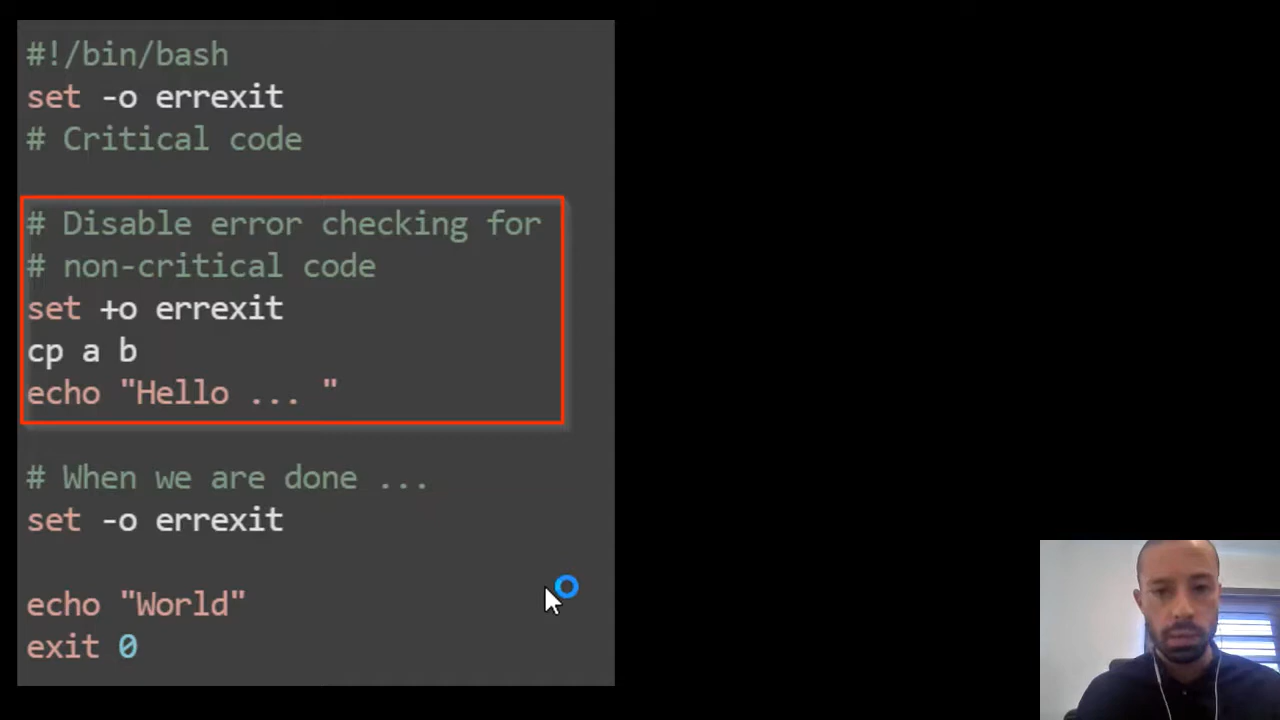 #!/bin/bash
set -o errexit
# Critical code
# Disable error checking for
# non-critical code
set +o errexit
cp a b
echo "Hello ... "
# When we are done ...
set -o errexit
echo "World"
exit 0